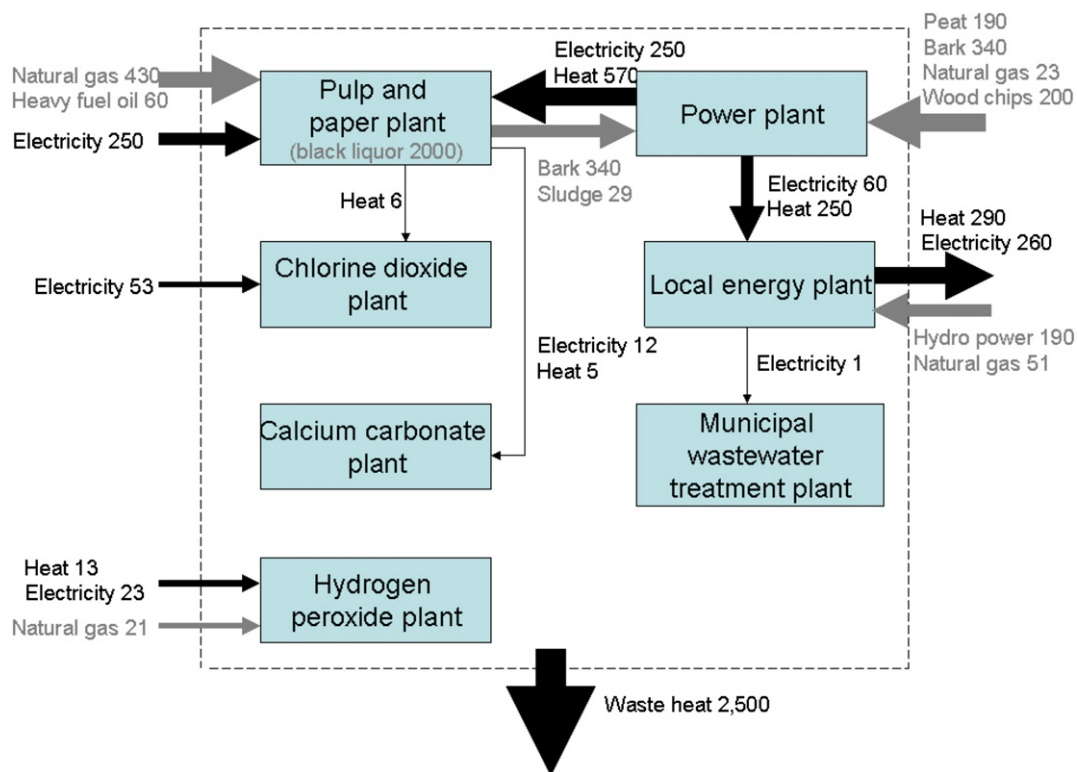 Peat 190
Bark 340
Natural gas 23
Wood chips 200
Electricity 250
Heat 570
Natural gas 430
Heavy fuel oil 60
Electricity 250
Pulp and
paper plant
(black liquor 2000)
Power plant
Bark 340
Sludge 29
Heat 6
Electricity 60
Heat 250
Heat 290
Electricity 260
Electricity 53
Chlorine dioxide
plant
Local energy plant
Hydro power 190
Natural gas 51
Electricity 12
Heat 5
Electricity 1
Calcium carbonate
plant
Municipal
wastewater
treatment plant
Heat 13
Electricity 23
Natural gas 21
Hydrogen
peroxide plant
Waste heat 2,500